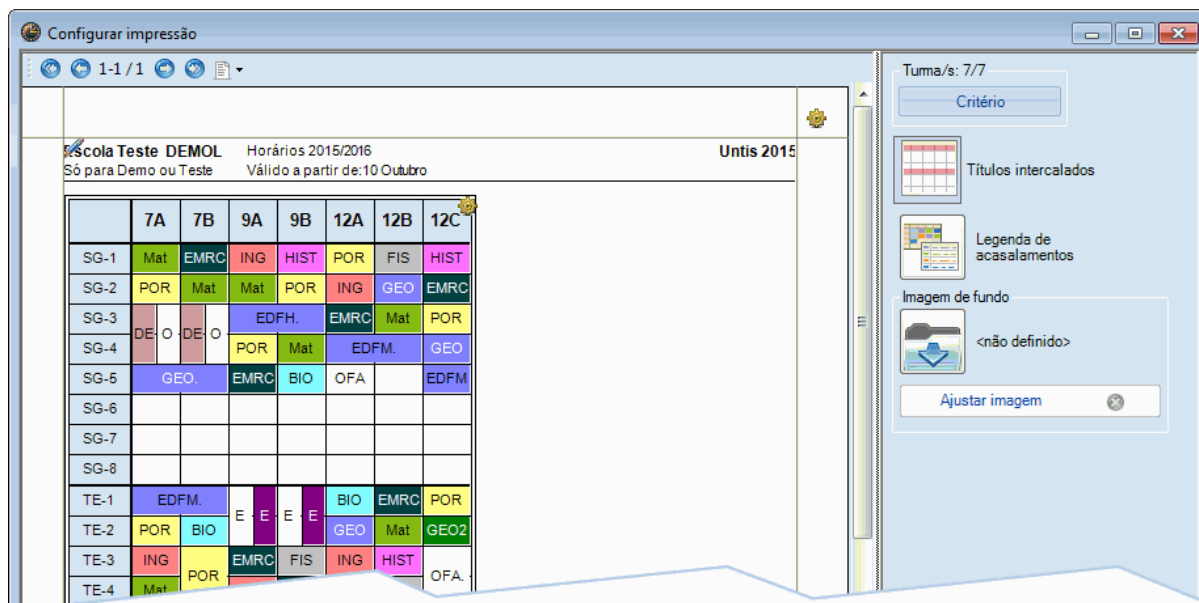 Configurar impressão
1-1 / 1
Turma/s: 7/7
Critério
Escola Teste DEMOL Horários 2015/2016 Untis 2015
Só para Demo ou Teste Válido a partir de:10 Outubro
Títulos intercalados
Legenda de
acasalamentos
Imagem de fundo
<não definido>
Ajustar imagem
7A 7B 9A 9B 12A 12B 12C
SG-1 Mat EMRC ING HIST POR FIS HIST
SG-2 POR Mat Mat POR ING GEO EMRC
SG-3 DE- O - DE- O - EDFH. EMRC Mat POR
SG-4 POR Mat EDFM. GEO
SG-5 GEO. EMRC BIO OFA EDFM
SG-6
SG-7
SG-8
TE-1 EDFM. E - E E - E BIO EMRC POR
TE-2 POR BIO GEO Mat GEO2
TE-3 ING POR EMRC FIS ING HIST OFA.
TE-4 Mat